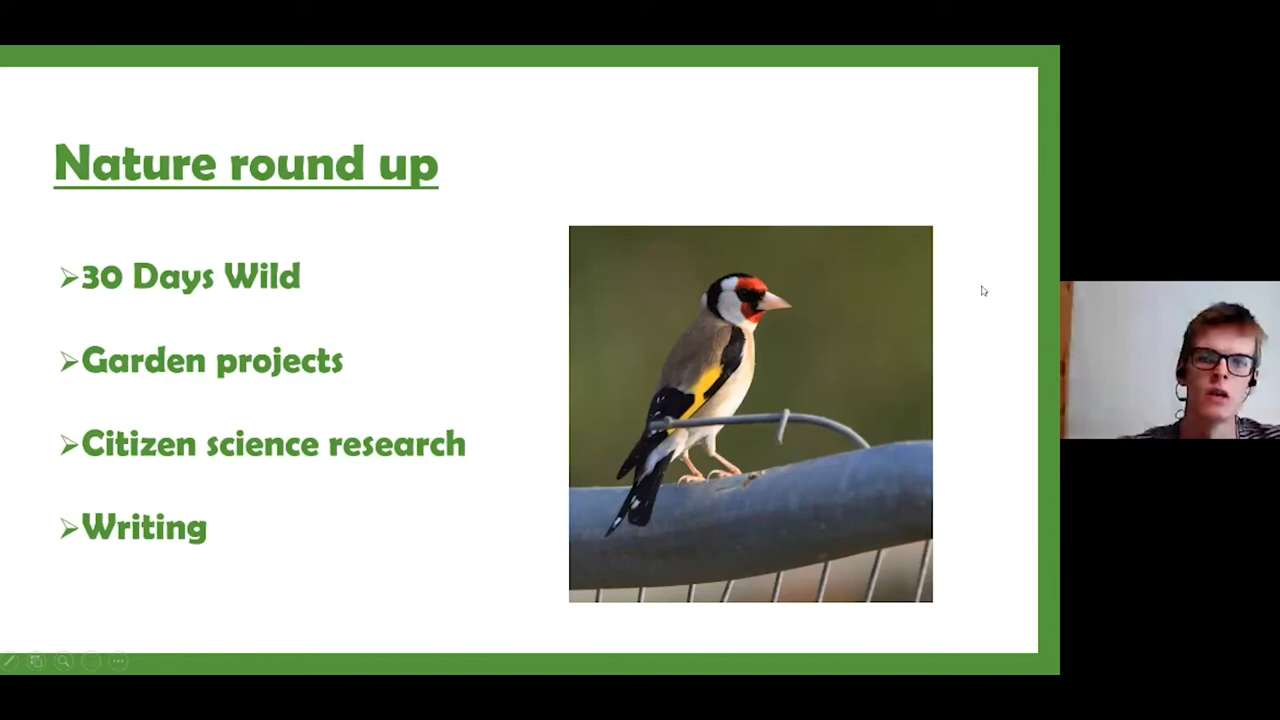 Nature round up
➢30 Days Wild
➢Garden projects
➢Citizen science research
➢Writing